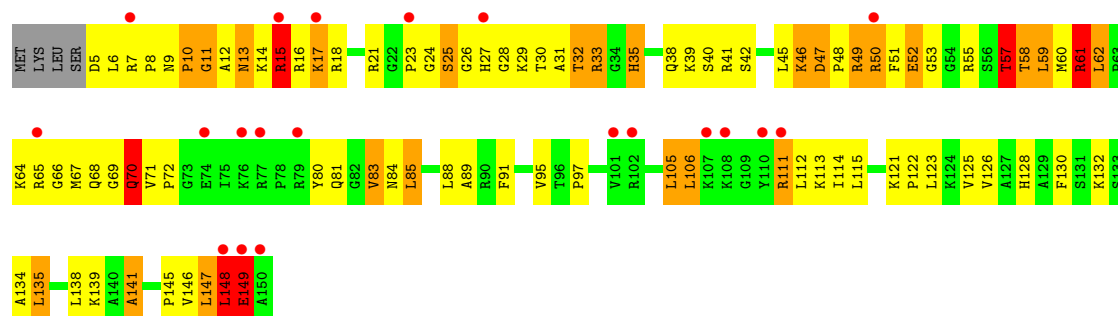 MET LYS LEU SER D5 L6 R7 P8 N9 P10 G11 A12 N13 K14 R15 R16 K17 R18 R21 G22 P23 G24 S25 G26 H27 G28 K29 T30 A31 T32 R33 G34 H35 Q38 K39 S40 R41 S42 L45 K46 D47 P48 R49 R50 F51 E52 G53 G54 R55 S56 T57 T58 L59 M60 R61 L62 P63
K64 R65 G66 M67 Q68 G69 Q70 V71 P72 G73 E74 I75 K76 R77 P78 R79 Y80 Q81 G82 V83 N84 L85 L88 A89 R90 F91 V95 T96 P97 V101 R102 L105 L106 K107 K108 G109 Y110 R111 L112 K113 I114 L115 K121 P122 L123 K124 V125 V126 A127 H128 A129 F130 S131 K132 S133
A134 L135 L138 K139 A140 A141 P145 V146 L147 L148 E149 A150